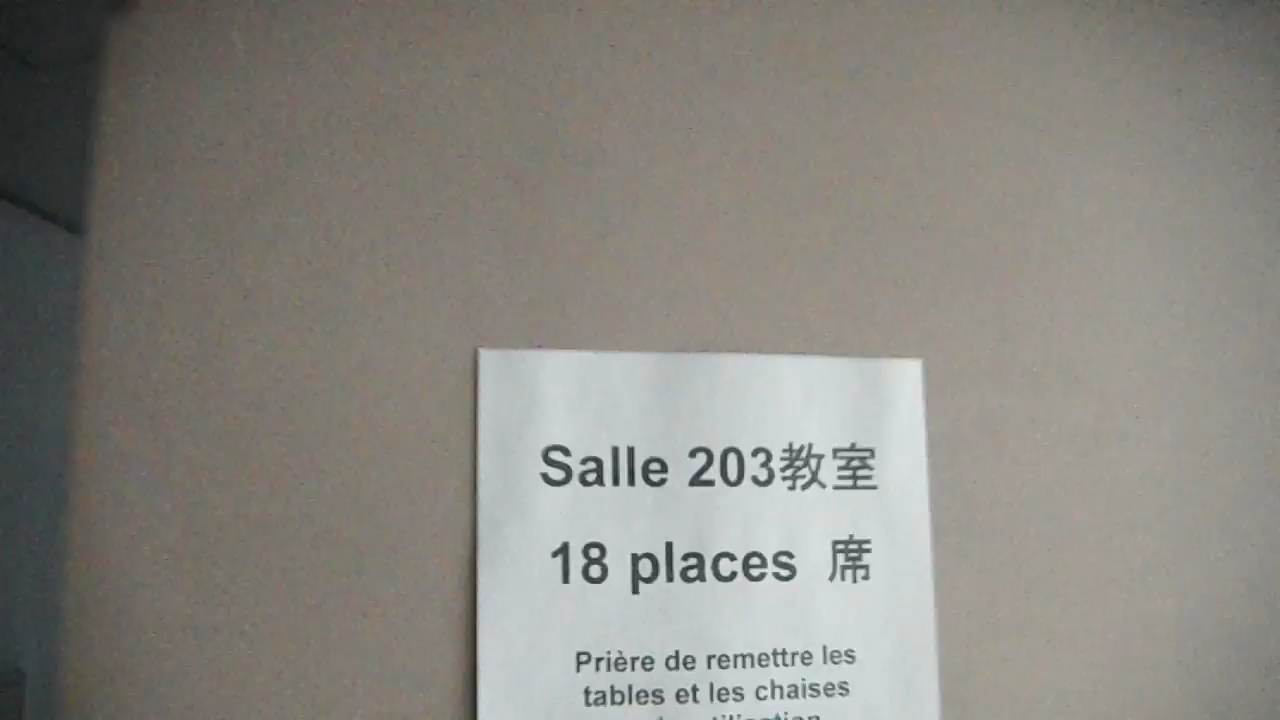 Salle 203教室
18 places 席
Prière de remettre les
tables et les chaises